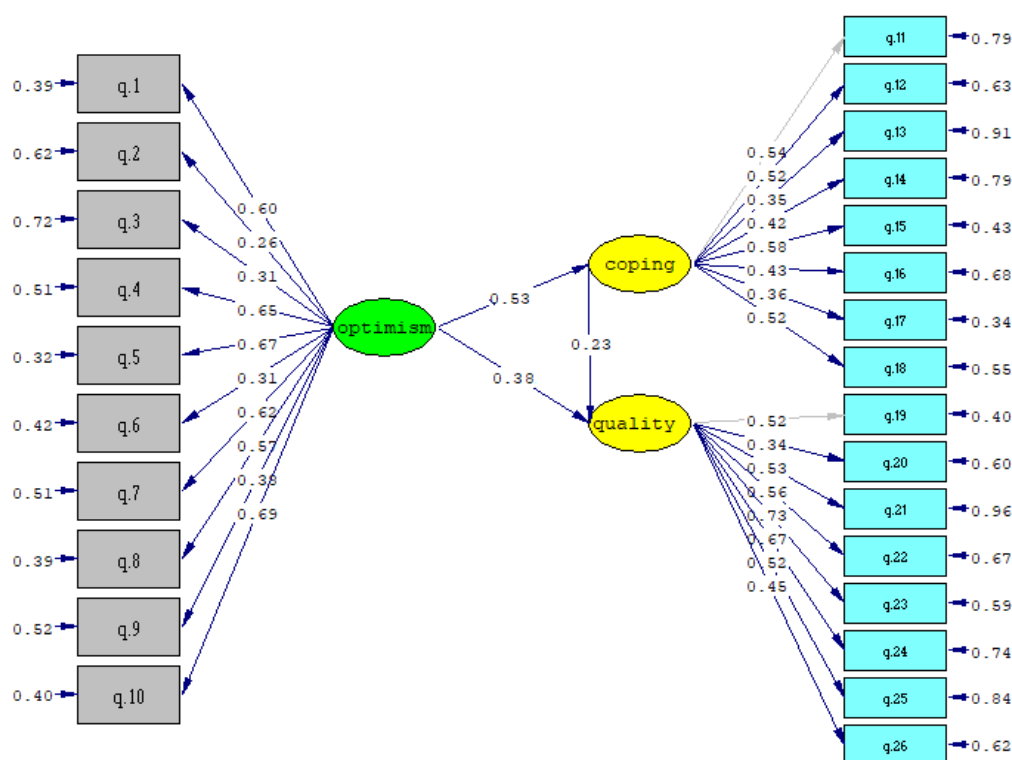 0.39 q.1
0.62 q.2
0.72 q.3
0.51 q.4
0.32 q.5
0.42 q.6
0.51 q.7
0.39 q.8
0.52 q.9
0.40 q.10
0.60
0.26
0.31
0.65
0.67
0.31
0.62
0.57
0.38
0.69
optimism
0.53
0.38
coping
0.23
quality
0.54
0.52
0.35
0.42
0.58
0.43
0.36
0.52
0.52
0.34
0.53
0.56
0.73
0.67
0.52
0.45
q.11 0.79
q.12 0.63
q.13 0.91
q.14 0.79
q.15 0.43
q.16 0.68
q.17 0.34
q.18 0.55
q.19 0.40
q.20 0.60
q.21 0.96
q.22 0.67
q.23 0.59
q.24 0.74
q.25 0.84
q.26 0.62